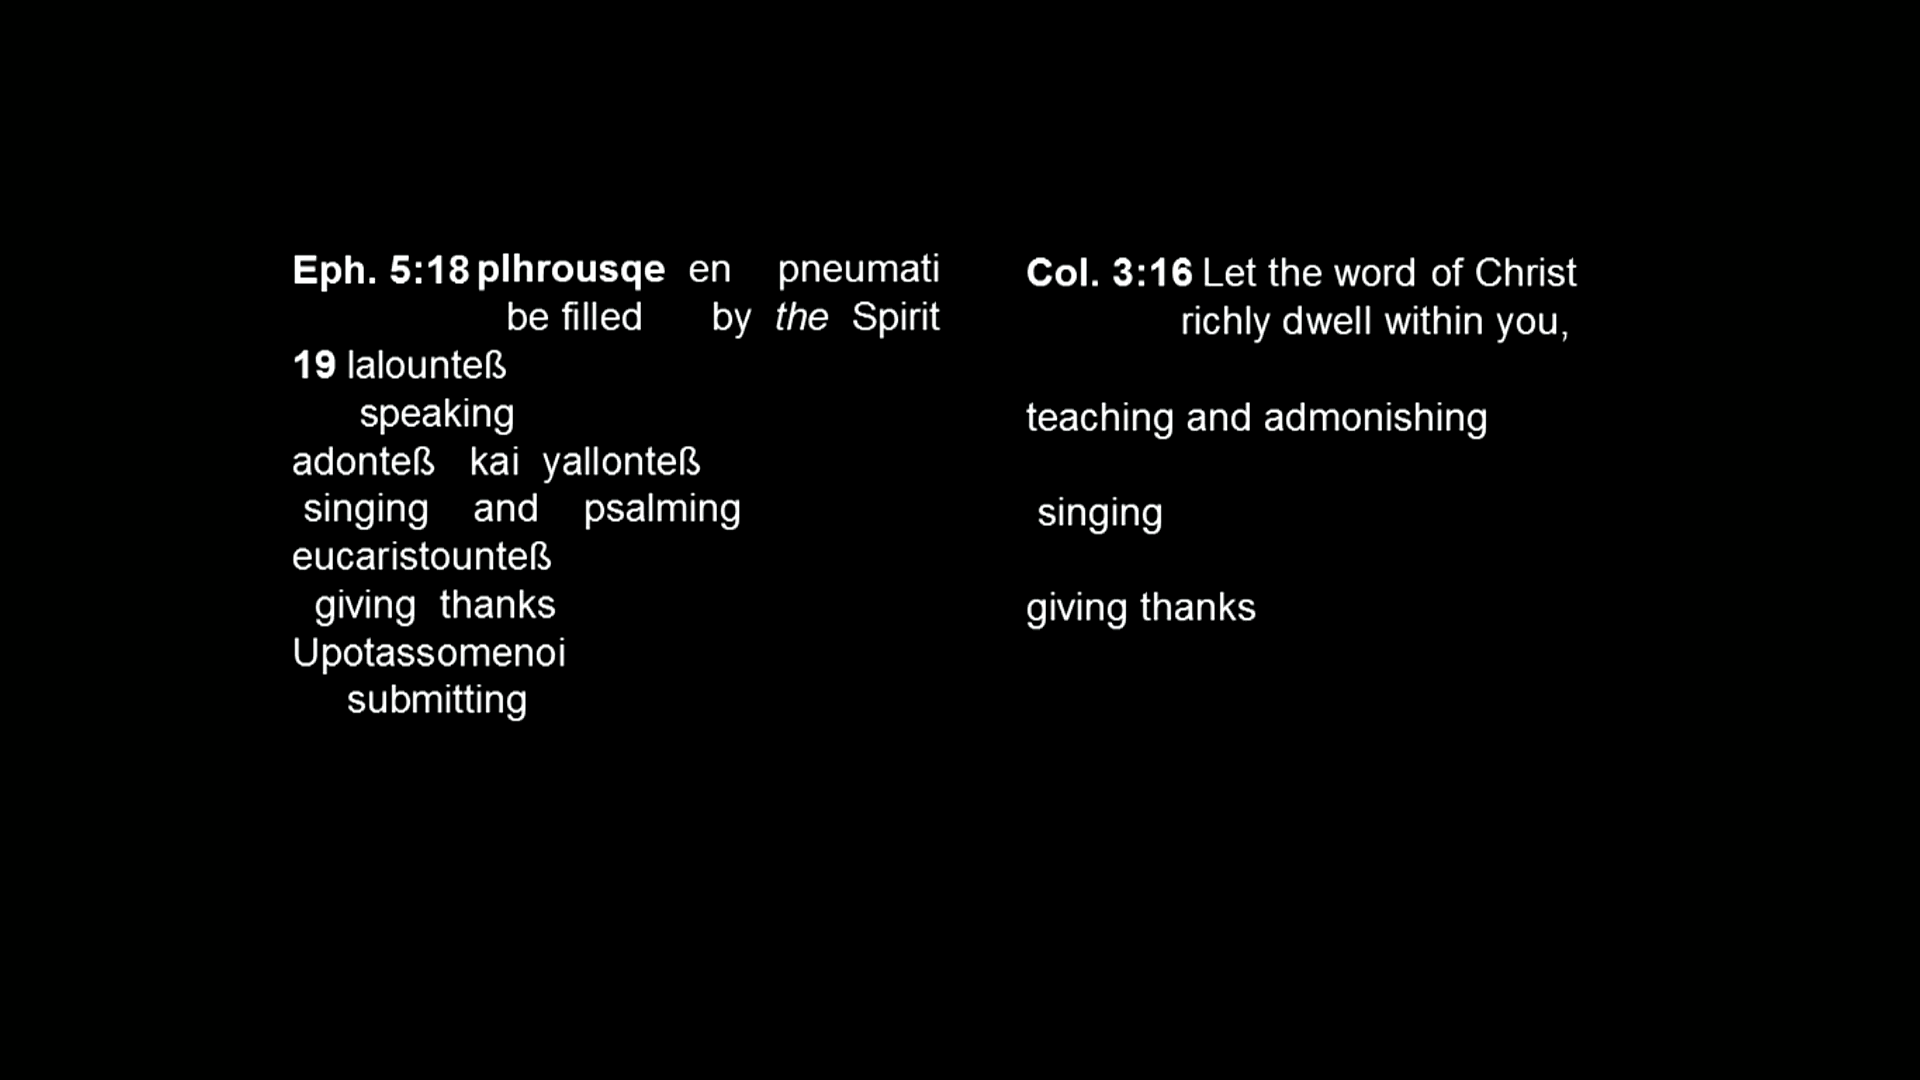 Eph. 5:18 plhrousqe en pneumati
be filled by the Spirit
19 lalounteß
speaking
adonteß kai yallonteß
singing and psalming
eucaristounteß
giving thanks
Upotassomenoi
submitting
Col. 3:16 Let the word of Christ
richly dwell within you,
teaching and admonishing
singing
giving thanks